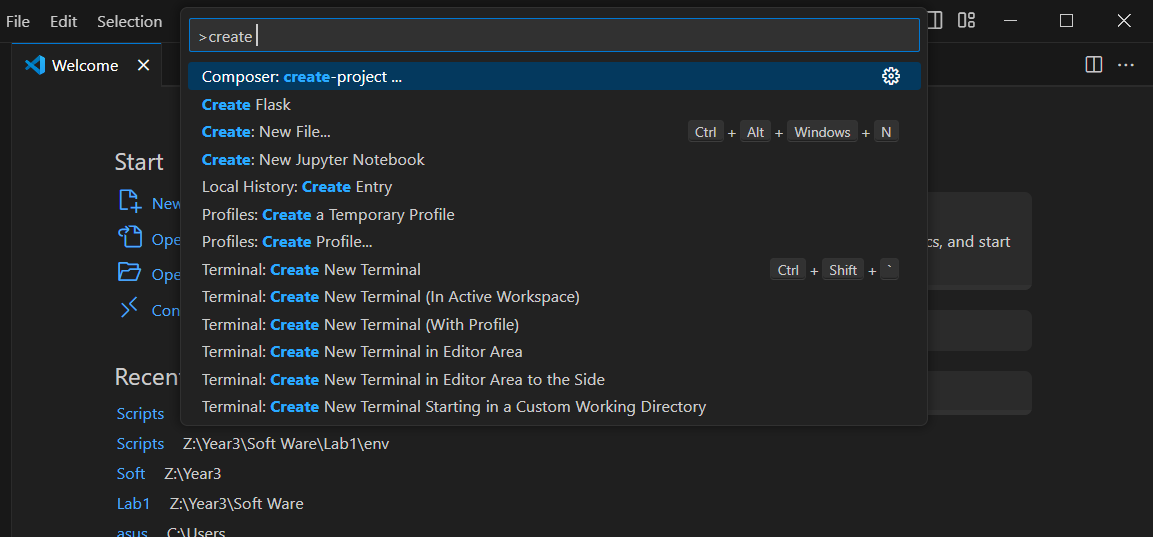 File Edit Selection
>create
Welcome
Composer: create-project ...
Create Flask
Create: New File... Ctrl + Alt + Windows + N
Create: New Jupyter Notebook
Local History: Create Entry
Profiles: Create a Temporary Profile
Profiles: Create Profile...
Terminal: Create New Terminal Ctrl + Shift + `
Terminal: Create New Terminal (In Active Workspace)
Terminal: Create New Terminal (With Profile)
Terminal: Create New Terminal in Editor Area
Terminal: Create New Terminal in Editor Area to the Side
Terminal: Create New Terminal Starting in a Custom Working Directory
Start
New
Ope
Ope
Con
cs, and start
Recen
Scripts
Scripts Z:\Year3\Soft Ware\Lab1\env
Soft Z:\Year3
Lab1 Z:\Year3\Soft Ware
asus C:\Users